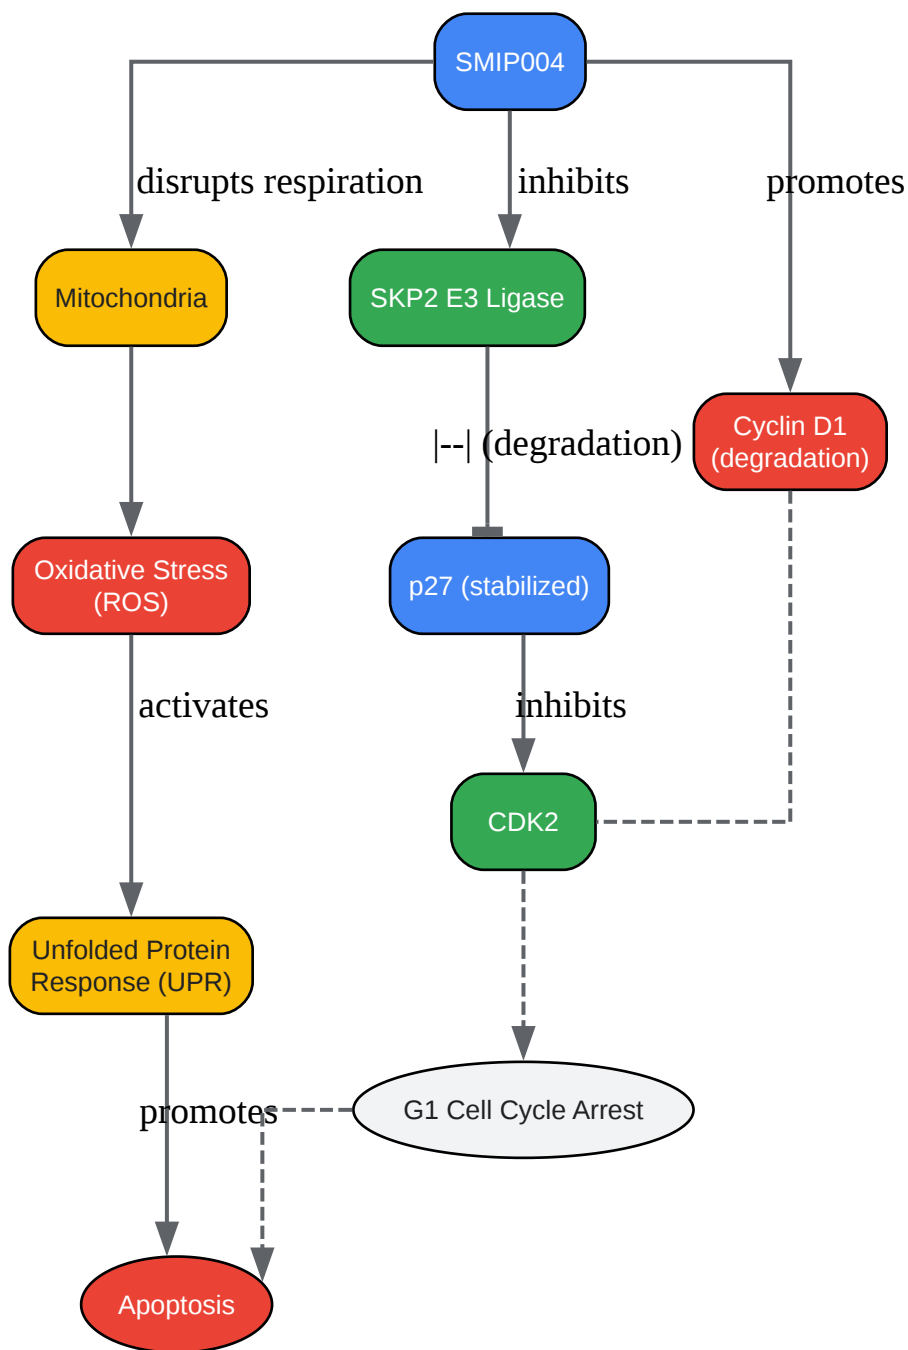 SMIP004
disrupts respiration
inhibits
promotes
Mitochondria
SKP2 E3 Ligase
Cyclin D1
(degradation)
|--| (degradation)
Oxidative Stress
(ROS)
p27 (stabilized)
activates
inhibits
CDK2
Unfolded Protein
Response (UPR)
promotes
G1 Cell Cycle Arrest
Apoptosis